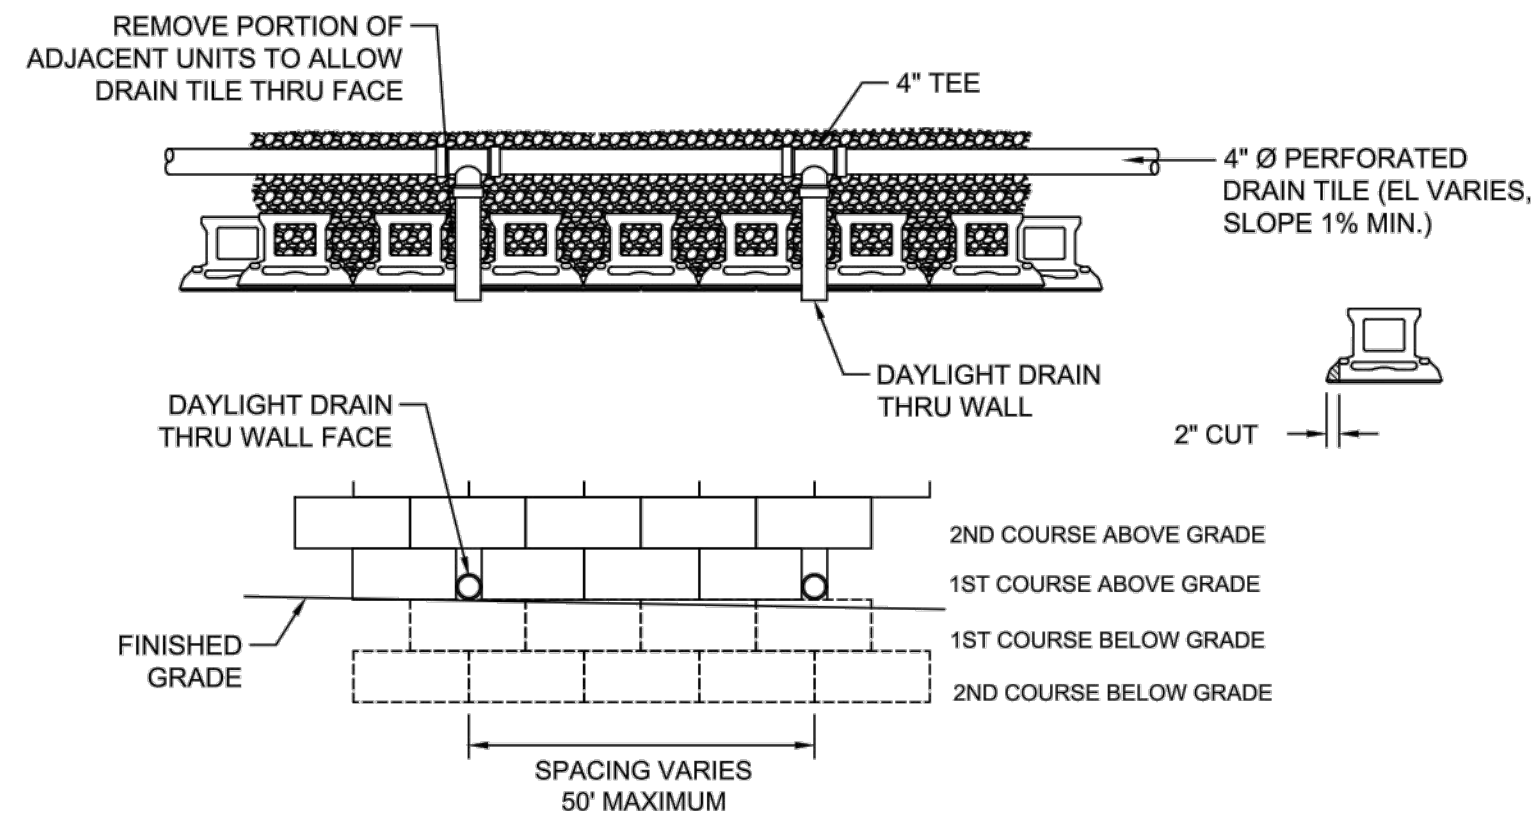 REMOVE PORTION OF
ADJACENT UNITS TO ALLOW
DRAIN TILE THRU FACE
4" TEE
4" Ø PERFORATED
DRAIN TILE (EL VARIES,
SLOPE 1% MIN.)
DAYLIGHT DRAIN
THRU WALL
2" CUT
DAYLIGHT DRAIN
THRU WALL FACE
2ND COURSE ABOVE GRADE
1ST COURSE ABOVE GRADE
1ST COURSE BELOW GRADE
2ND COURSE BELOW GRADE
FINISHED
GRADE
SPACING VARIES
50' MAXIMUM